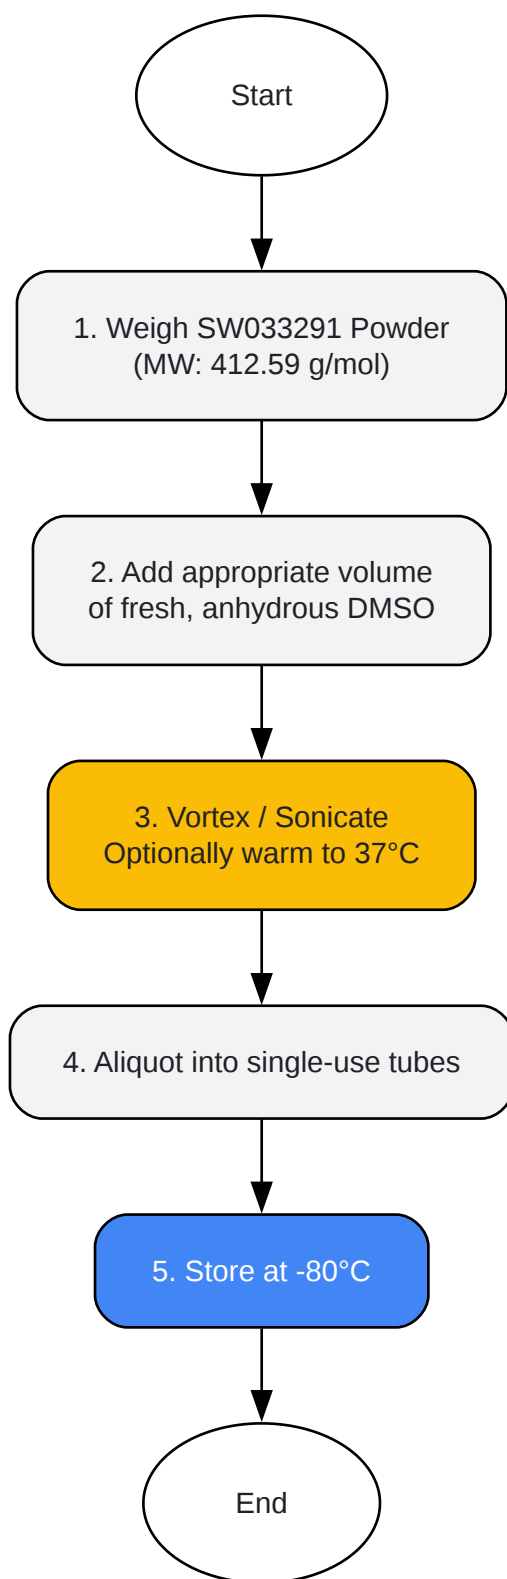 Start
1. Weigh SW033291 Powder
(MW: 412.59 g/mol)
2. Add appropriate volume
of fresh, anhydrous DMSO
3. Vortex / Sonicate
Optionally warm to 37°C
4. Aliquot into single-use tubes
5. Store at -80°C
End